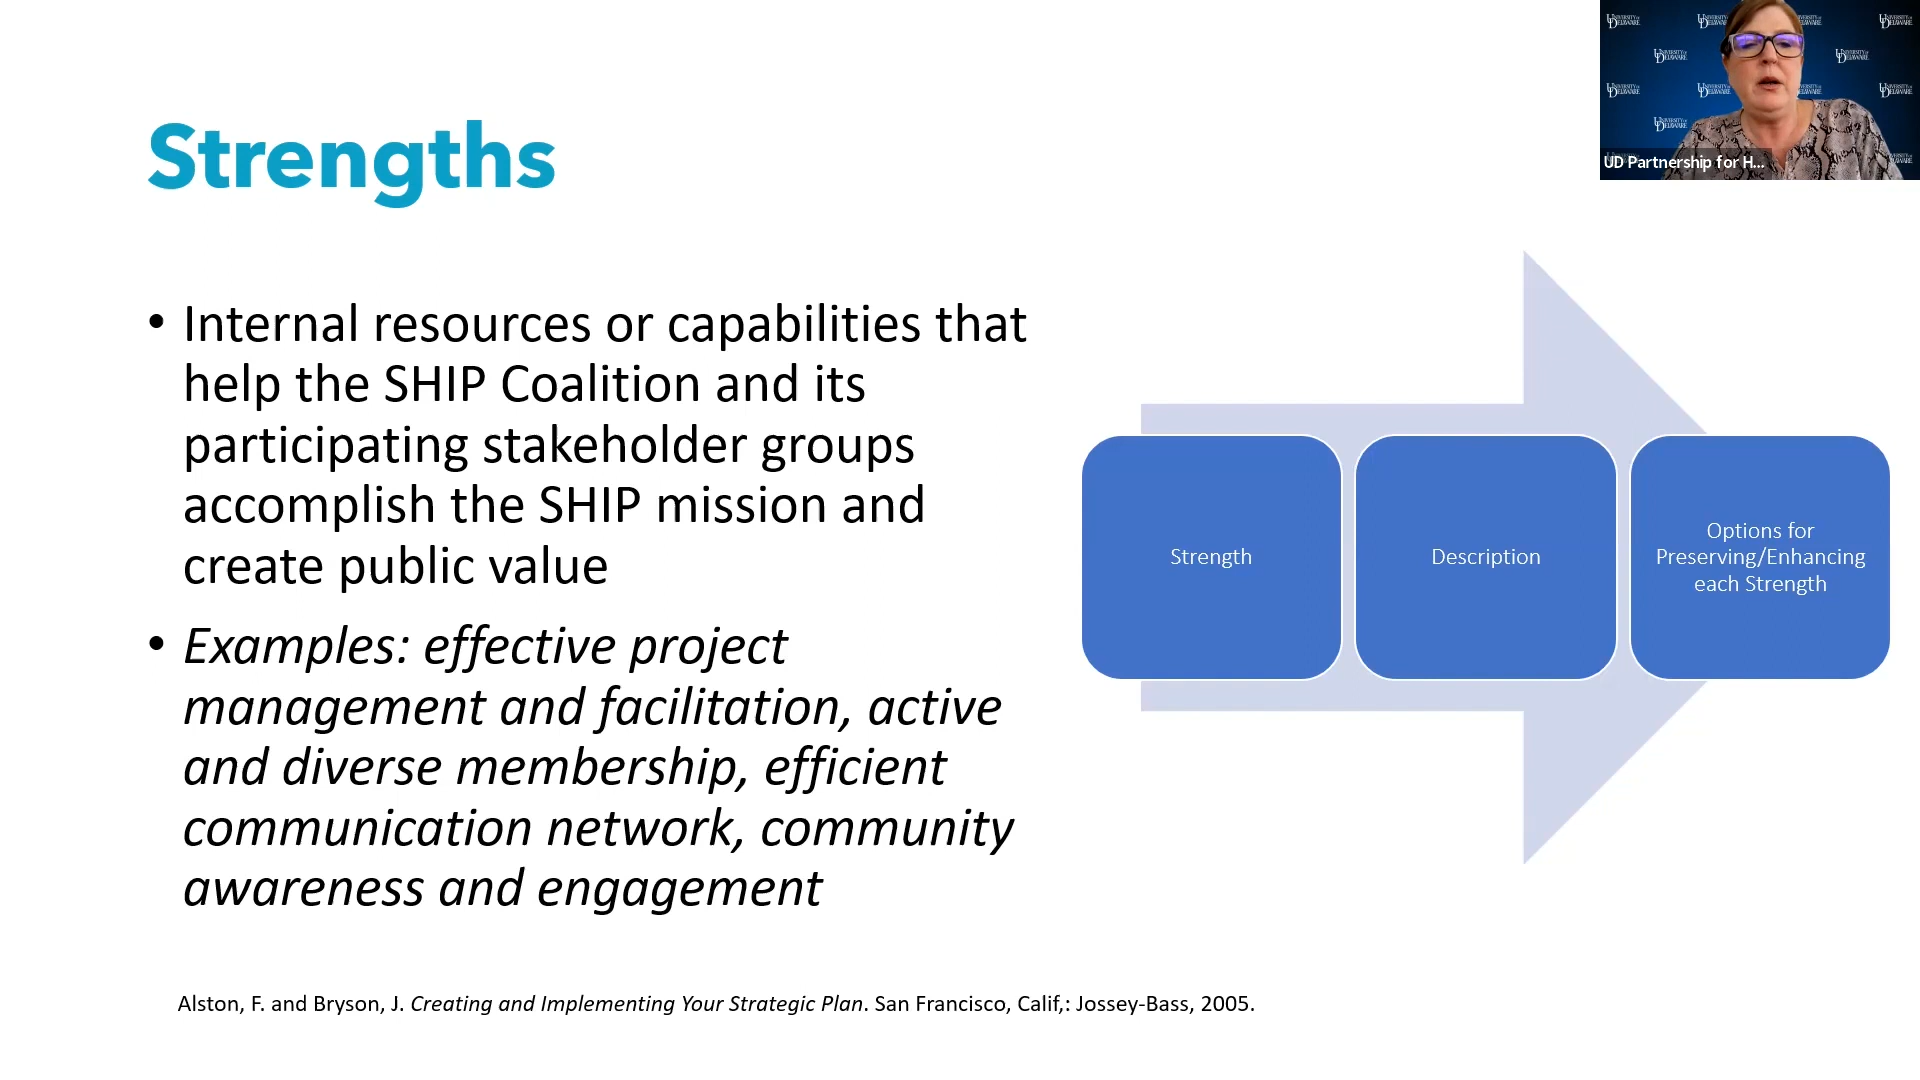 Strengths
• Internal resources or capabilities that
help the SHIP Coalition and its
participating stakeholder groups
accomplish the SHIP mission and
create public value
• Examples: effective project
management and facilitation, active
and diverse membership, efficient
communication network, community
awareness and engagement
Strength
Description
Options for
Preserving/Enhancing
each Strength
Alston, F. and Bryson, J. Creating and Implementing Your Strategic Plan. San Francisco, Calif,: Jossey-Bass, 2005.
UNIVERSITY OF
DELAWARE
UD Partnership for H...